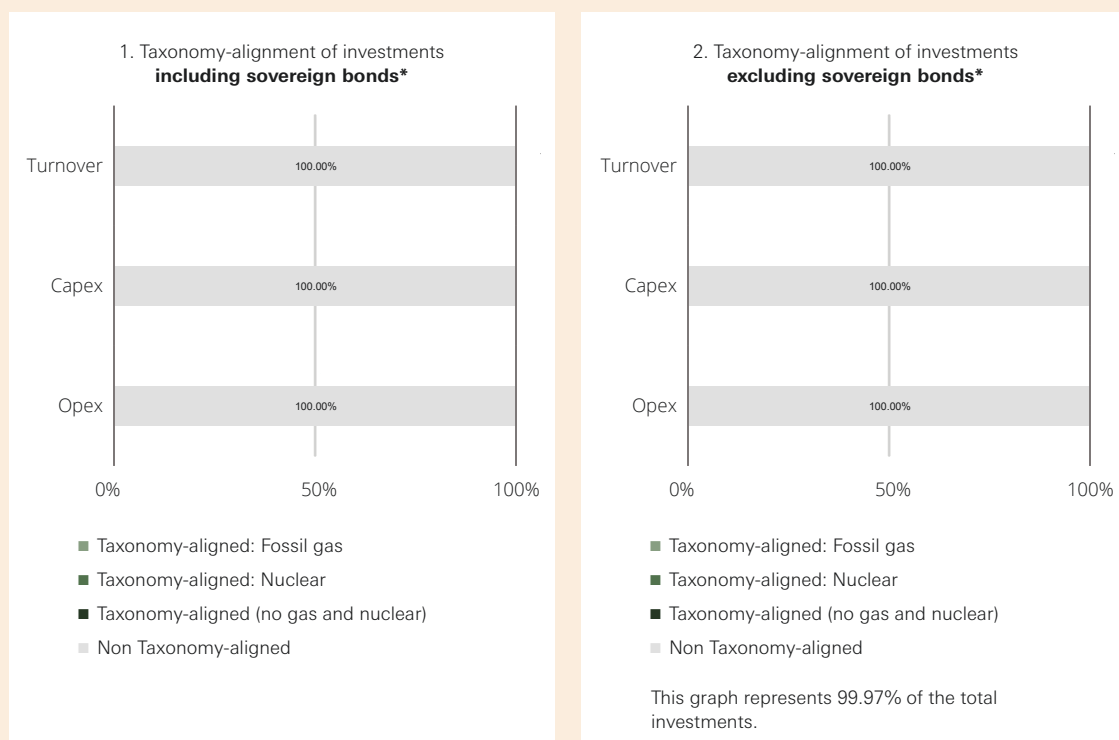 1. Taxonomy-alignment of investments
including sovereign bonds*
Turnover
100.00%
Capex
100.00%
Opex
100.00%
0%
50%
100%
Taxonomy-aligned: Fossil gas
Taxonomy-aligned: Nuclear
Taxonomy-aligned (no gas and nuclear)
Non Taxonomy-aligned
2. Taxonomy-alignment of investments
excluding sovereign bonds*
Turnover
100.00%
Capex
100.00%
Opex
100.00%
0%
50%
100%
Taxonomy-aligned: Fossil gas
Taxonomy-aligned: Nuclear
Taxonomy-aligned (no gas and nuclear)
Non Taxonomy-aligned
This graph represents 99.97% of the total
investments.